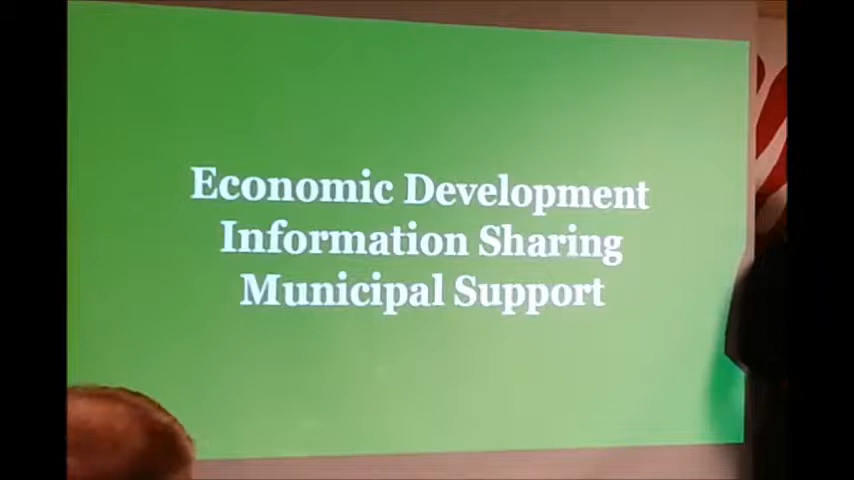 Economic Development
Information Sharing
Municipal Support